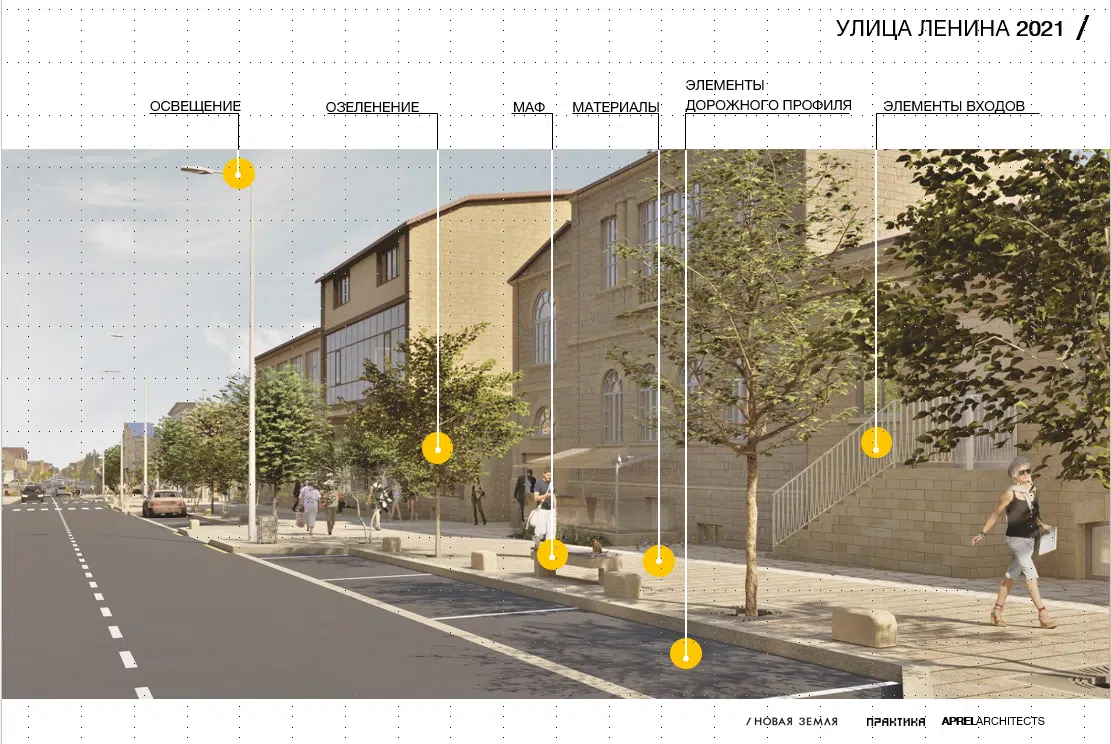 УЛИЦА ЛЕНИНА 2021 /
ОСВЕЩЕНИЕ
ОЗЕЛЕНЕНИЕ
МАФ
МАТЕРИАЛЫ
ЭЛЕМЕНТЫ
ДОРОЖНОГО ПРОФИЛЯ
ЭЛЕМЕНТЫ ВХОДОВ
/ НОВАЯ ЗЕМЛЯ
ПРАКТИКА
APRELARCHITECTS